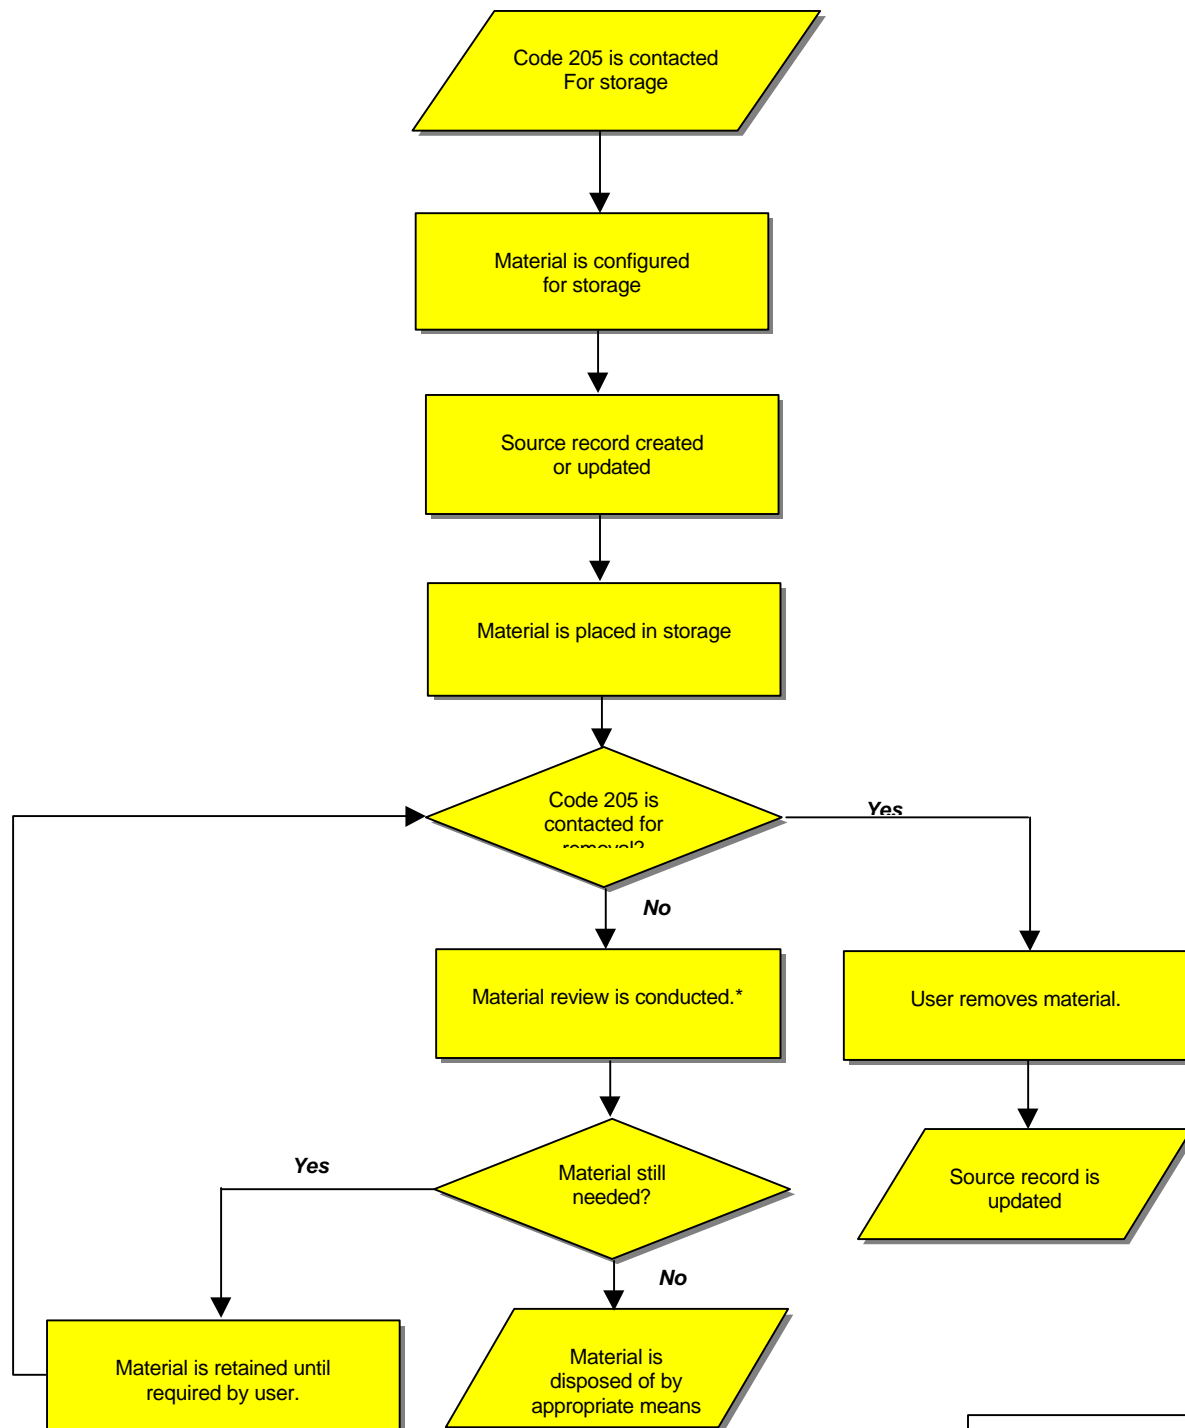 Code 205 is contacted
For storage
Material is configured
for storage
Source record created
or updated
Material is placed in storage
Code 205 is
contacted for
removal?
Yes
No
Material review is conducted.*
User removes material.
Material still
needed?
Yes
No
Source record is
updated
Material is retained until
required by user.
Material is
disposed of by
appropriate means